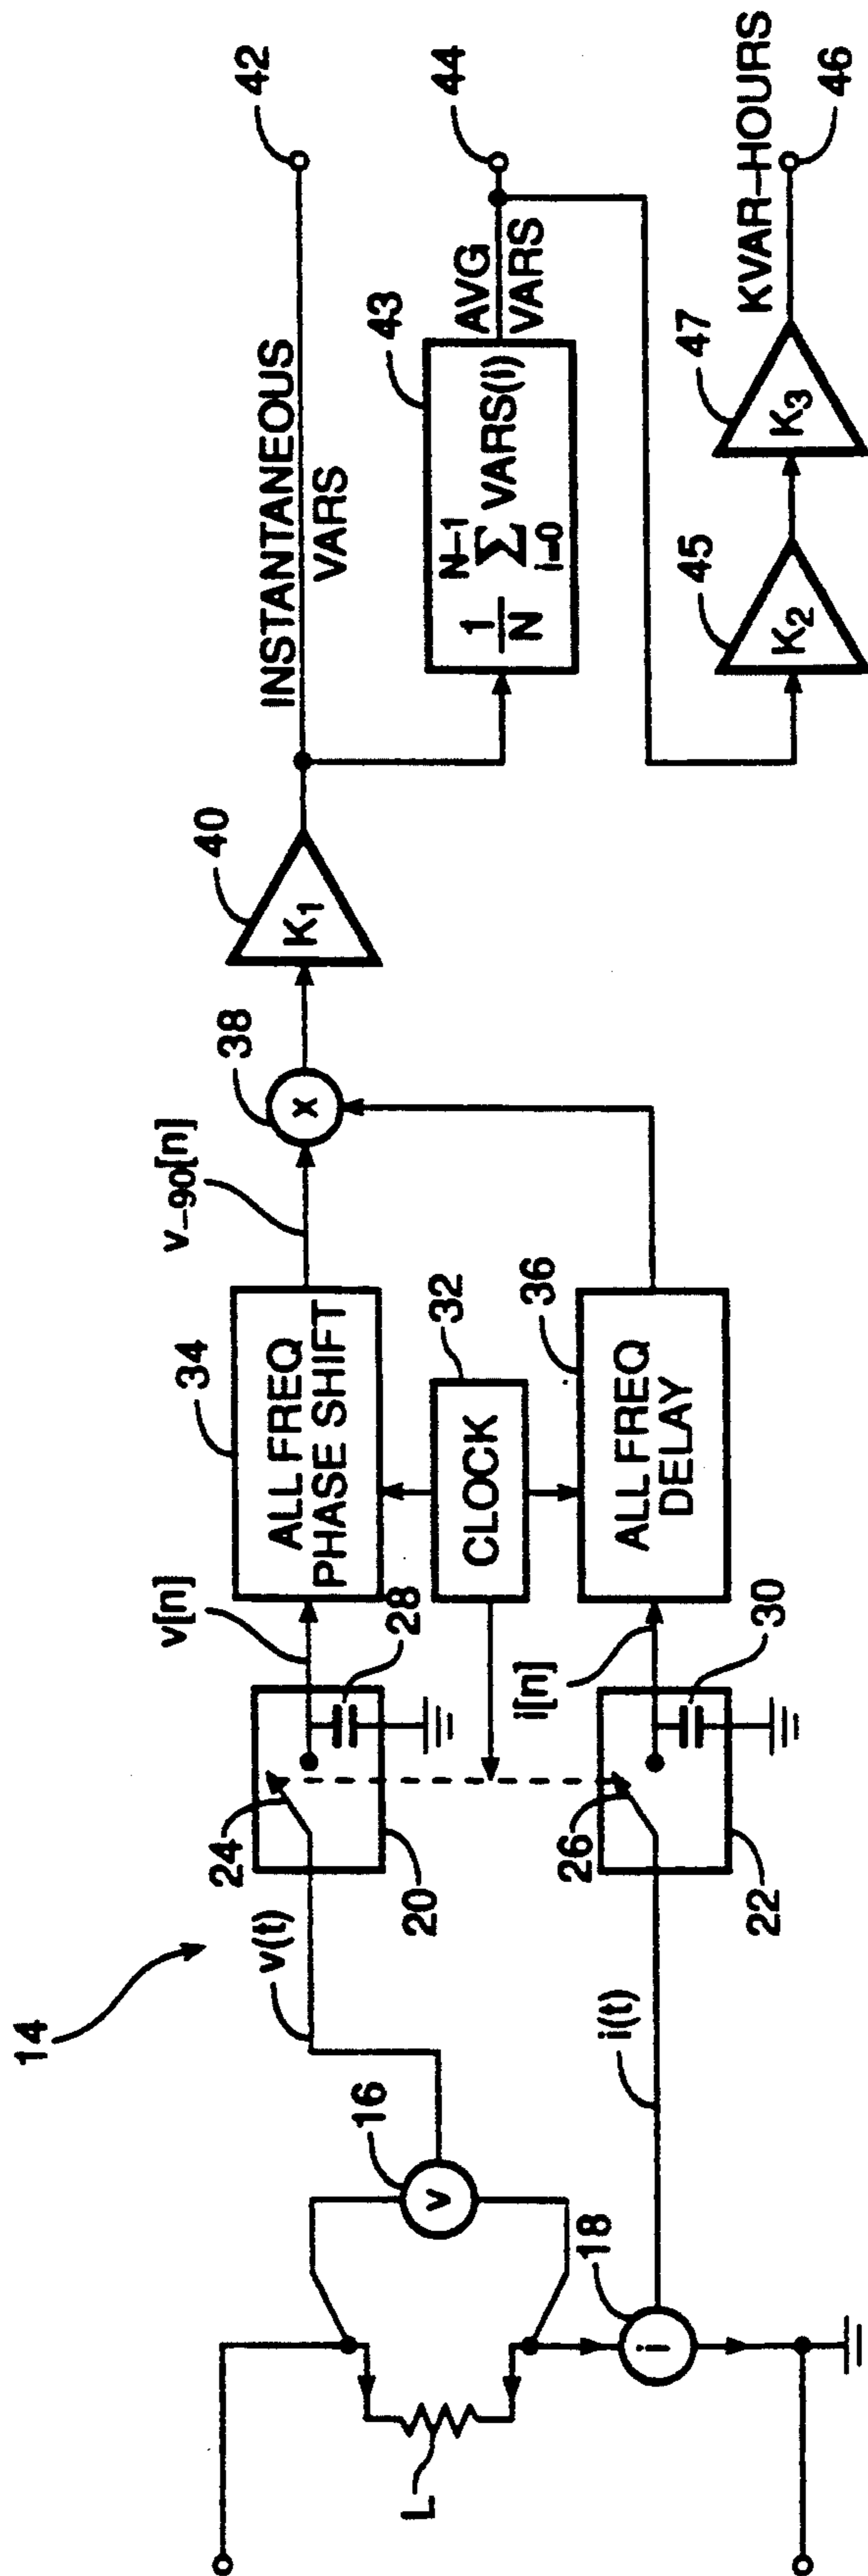 14
L
16
v
18
i
v(t)
i(t)
24
20
26
22
v[n]
28
i[n]
30
34
ALL FREQ
PHASE SHIFT
CLOCK
32
ALL FREQ
DELAY
36
V-90[n]
38
x
40
K1
INSTANTANEOUS
VARS
42
43
1/N N-1 Σ i=0 VARS(i)
AVG
VARS
44
45
K2
47
K3
KVAR-HOURS
46